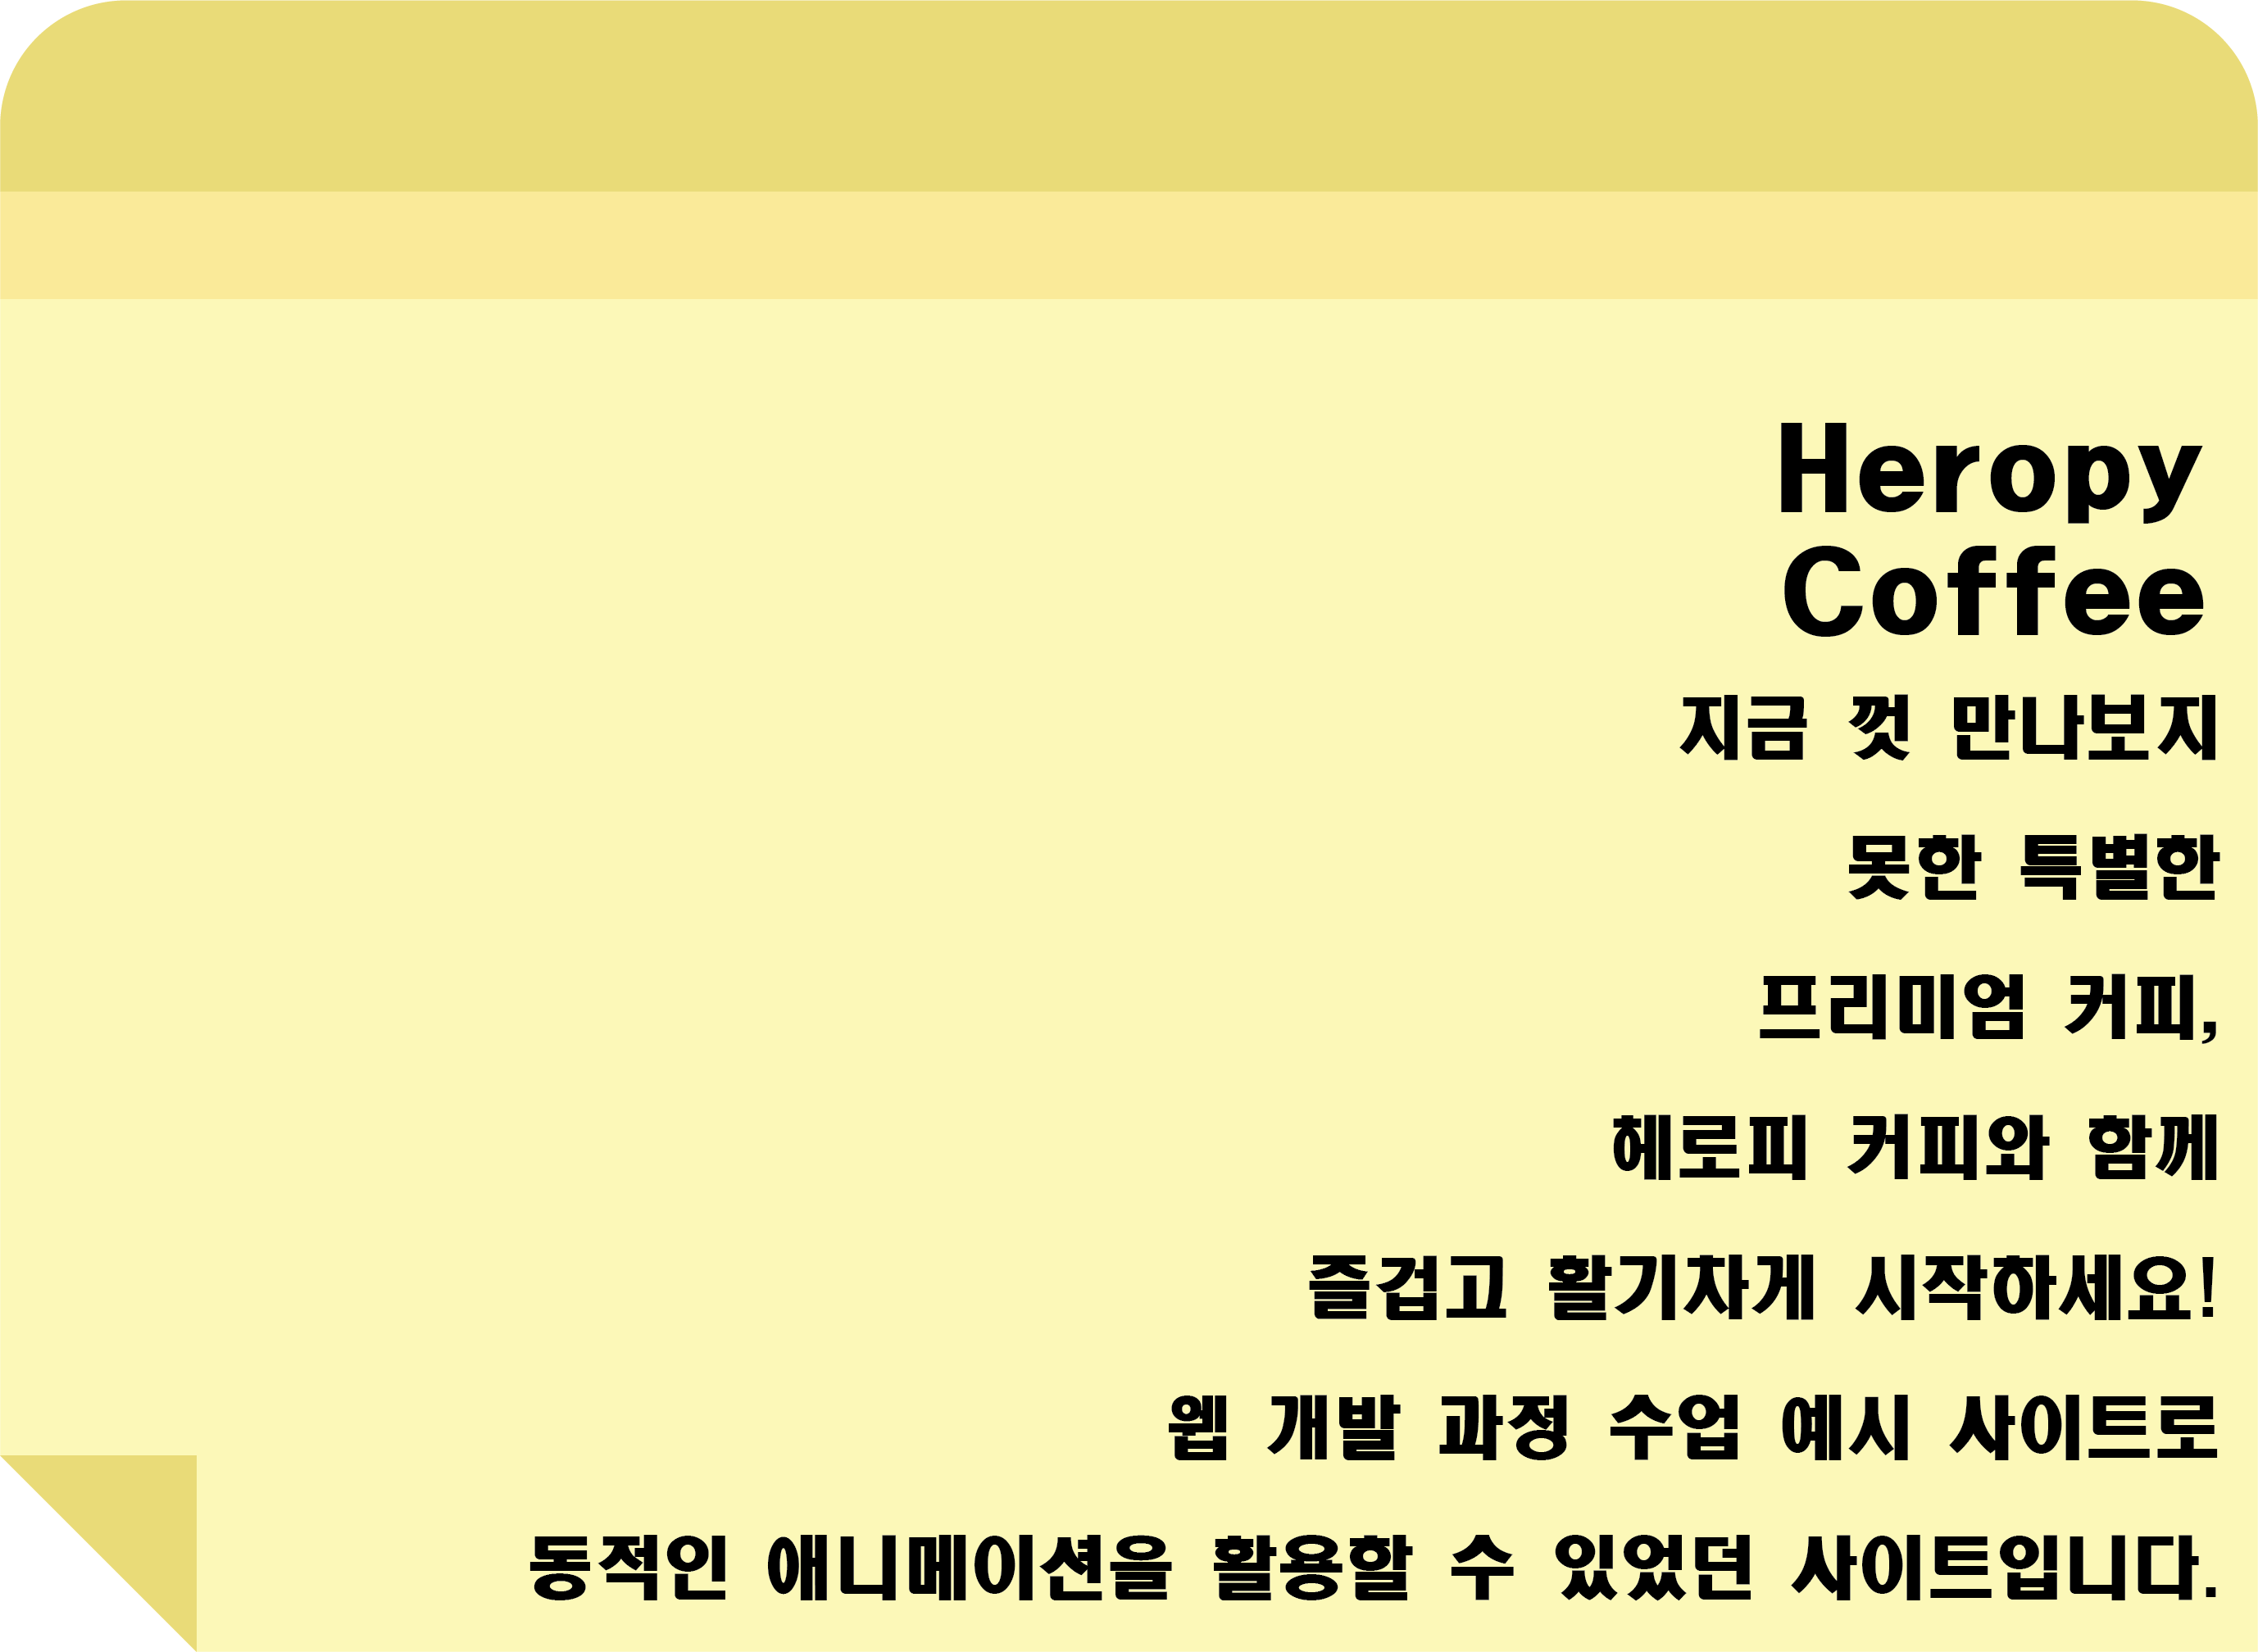 Heropy
Coffee
지금 껏 만나보지
못한 특별한
프리미엄 커피,
헤로피 커피와 함께
즐겁고 활기차게 시작하세요!
웹 개발 과정 수업 예시 사이트로
동적인 애니메이션을 활용할 수 있었던 사이트입니다.